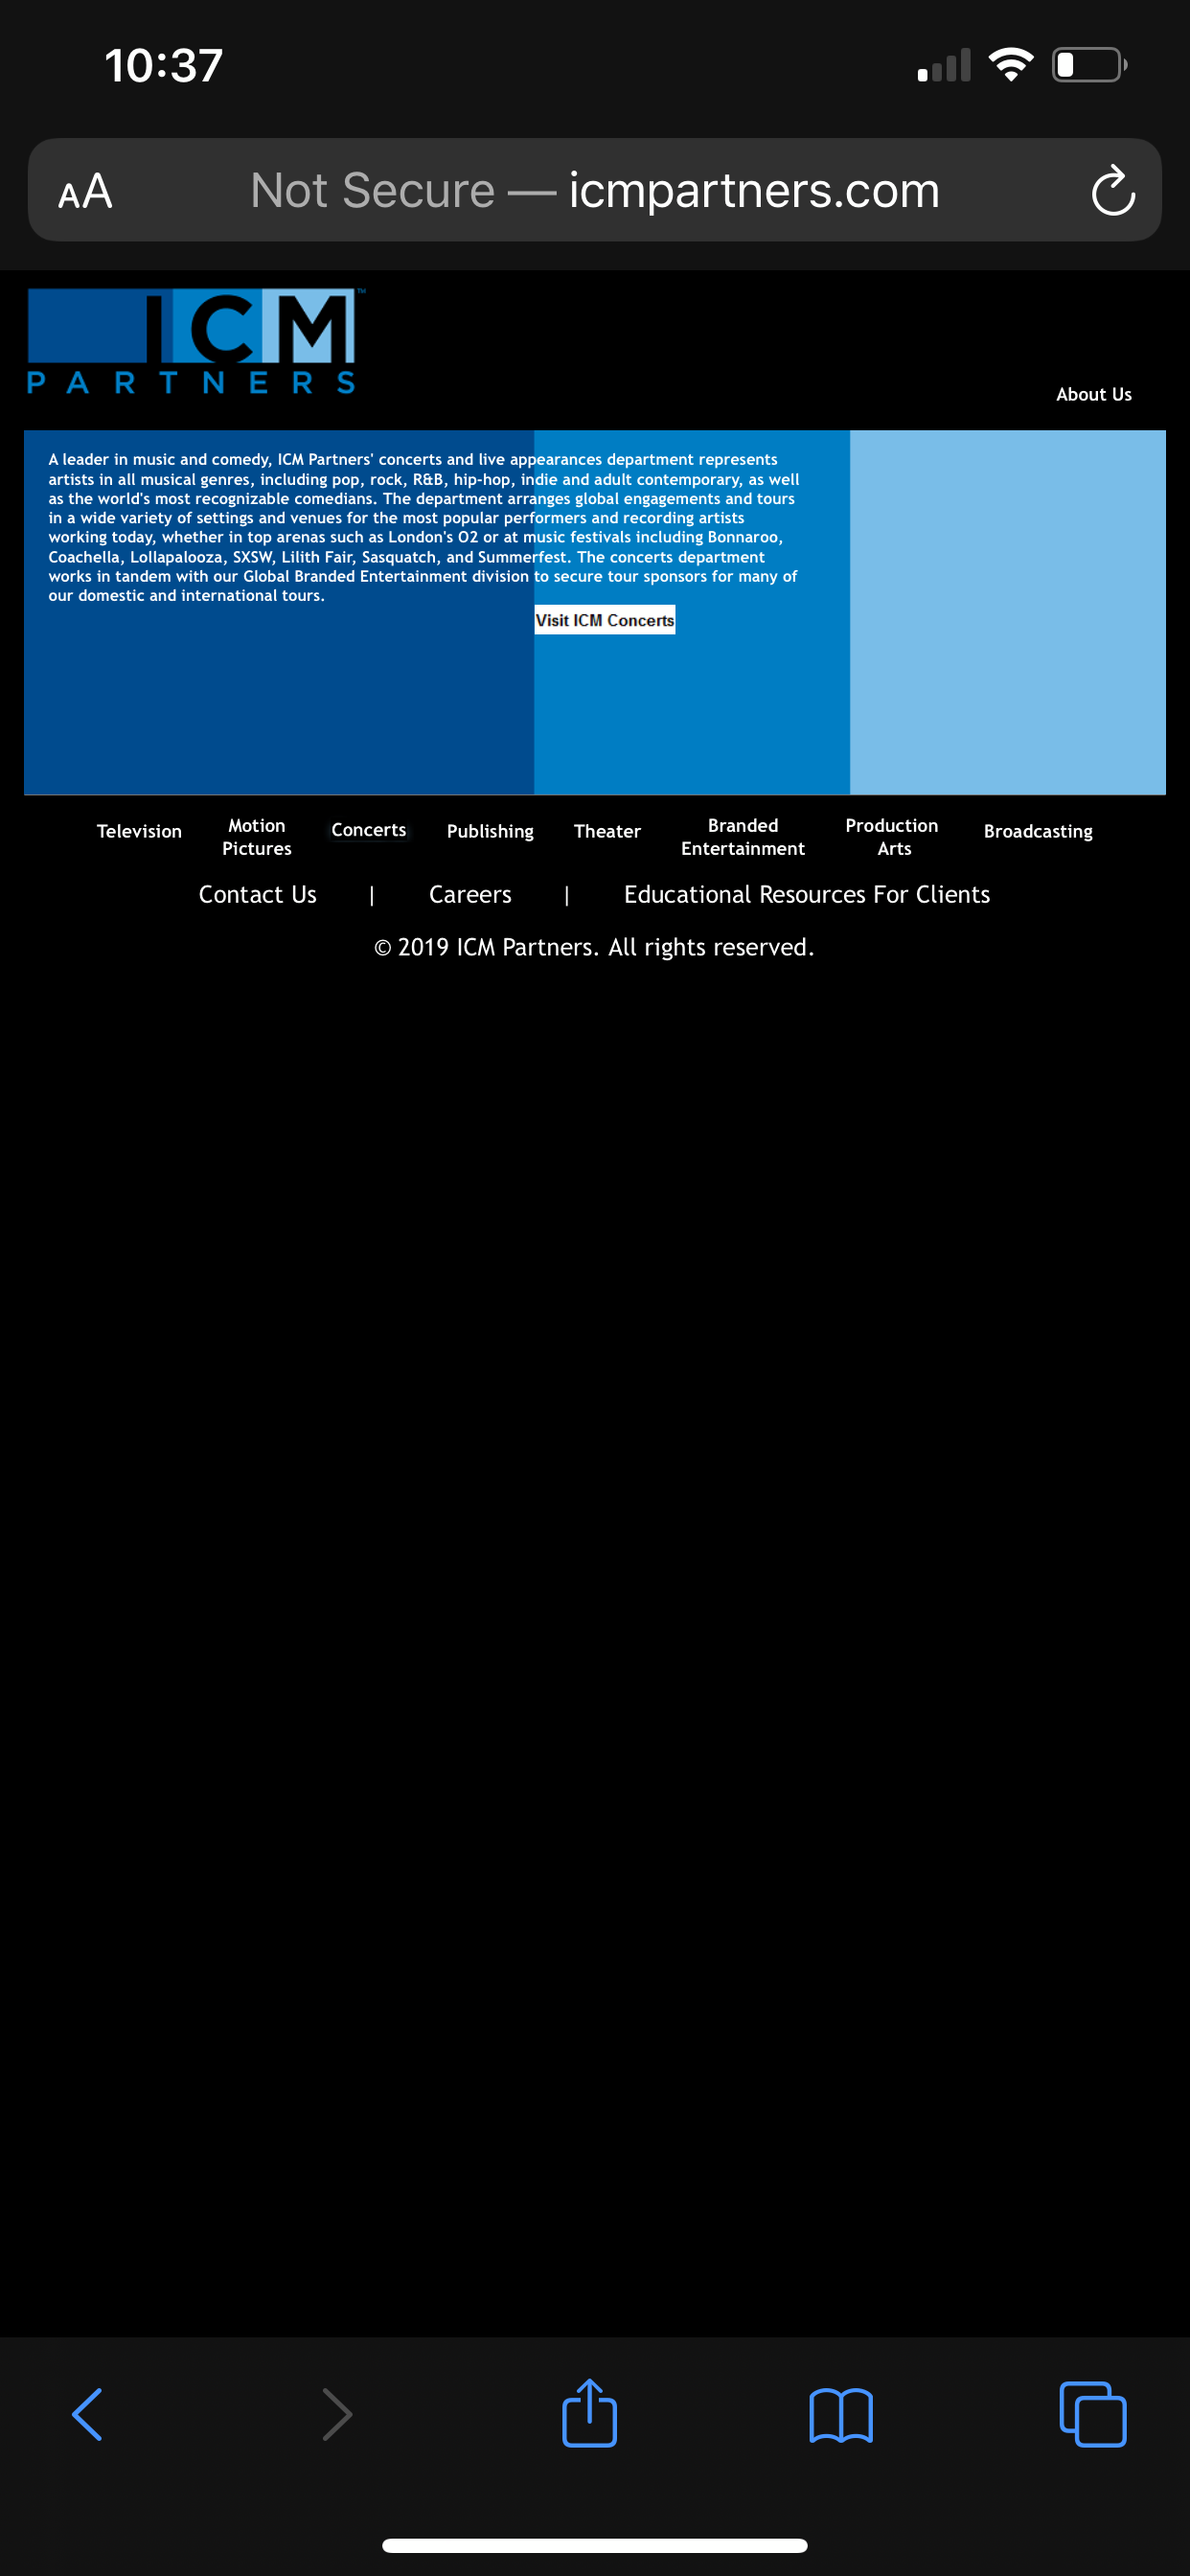 10:37
AA Not Secure — icmpartners.com
ICM™
PARTNERS
About Us
A leader in music and comedy, ICM Partners' concerts and live appearances department represents
artists in all musical genres, including pop, rock, R&B, hip-hop, indie and adult contemporary, as well
as the world's most recognizable comedians. The department arranges global engagements and tours
in a wide variety of settings and venues for the most popular performers and recording artists
working today, whether in top arenas such as London's O2 or at music festivals including Bonnaroo,
Coachella, Lollapalooza, SXSW, Lilith Fair, Sasquatch, and Summerfest. The concerts department
works in tandem with our Global Branded Entertainment division to secure tour sponsors for many of
our domestic and international tours.
Visit ICM Concerts
Television
Motion
Pictures
Concerts
Publishing
Theater
Branded
Entertainment
Production
Arts
Broadcasting
Contact Us | Careers | Educational Resources For Clients
© 2019 ICM Partners. All rights reserved.